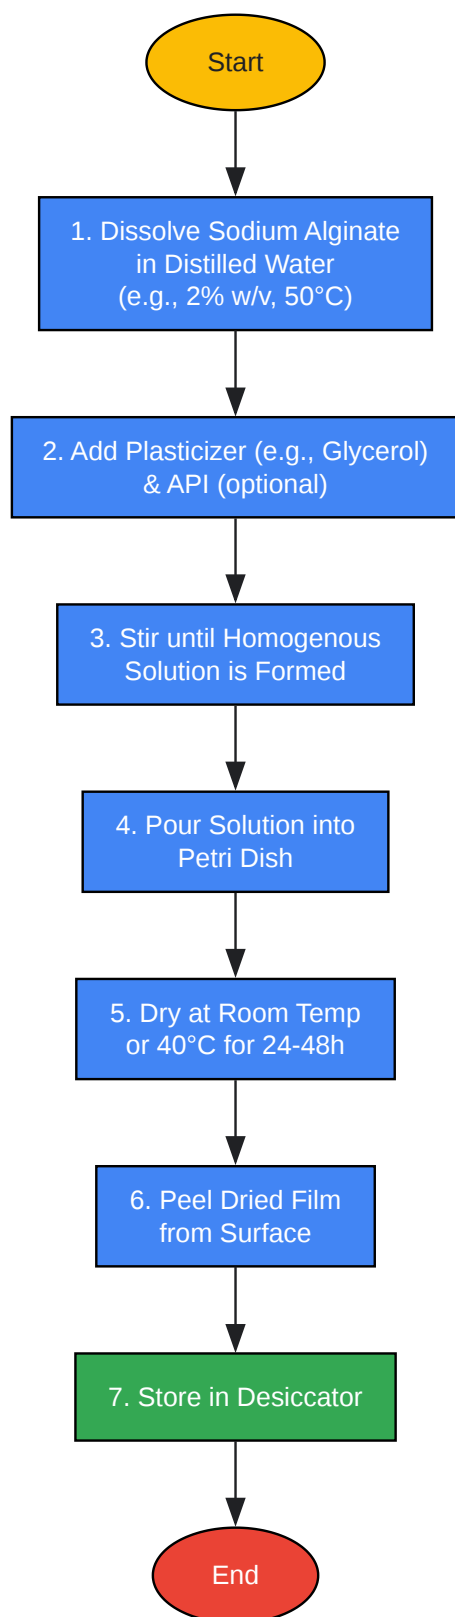 Start
1. Dissolve Sodium Alginate
in Distilled Water
(e.g., 2% w/v, 50°C)
2. Add Plasticizer (e.g., Glycerol)
& API (optional)
3. Stir until Homogenous
Solution is Formed
4. Pour Solution into
Petri Dish
5. Dry at Room Temp
or 40°C for 24-48h
6. Peel Dried Film
from Surface
7. Store in Desiccator
End